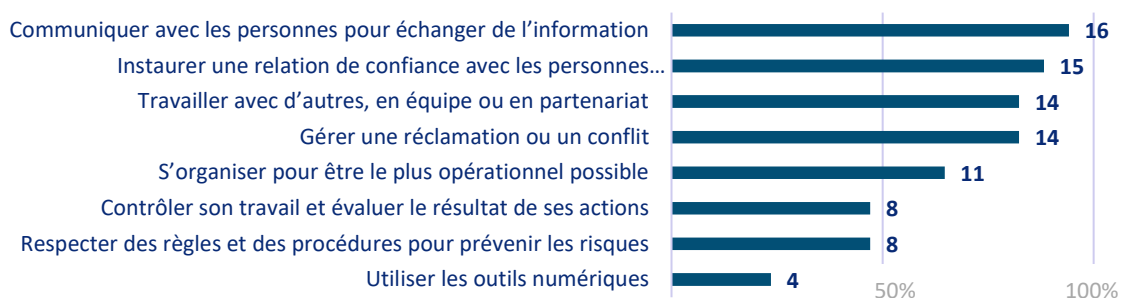 Communiquer avec les personnes pour échanger de l’information 16
Instaurer une relation de confiance avec les personnes… 15
Travailler avec d’autres, en équipe ou en partenariat 14
Gérer une réclamation ou un conflit 14
S’organiser pour être le plus opérationnel possible 11
Contrôler son travail et évaluer le résultat de ses actions 8
Respecter des règles et des procédures pour prévenir les risques 8
Utiliser les outils numériques 4
50% 100%